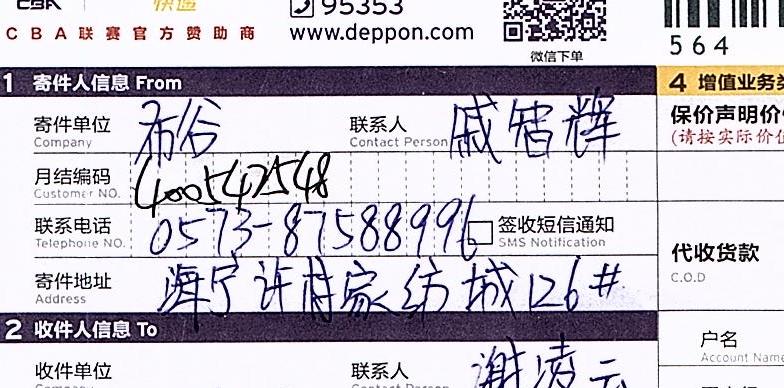 CBA 快递 95353
CBA联赛官方赞助商 www.deppon.com
微信下单
564
1 寄件人信息 From
4 增值业务
寄件单位 布谷 联系人 戚智辉
Company Contact Person
保价声明价
(请按实际价值
月结编码 400542548
Customer NO.
联系电话 0573-87588996 签收短信通知
Telephone NO. SMS Notification
代收货款
C.O.D
寄件地址 海宁许村家纺城126#
Address
2 收件人信息 To
户名
Account Name
收件单位 联系人 谢凌云
Company Contact Person